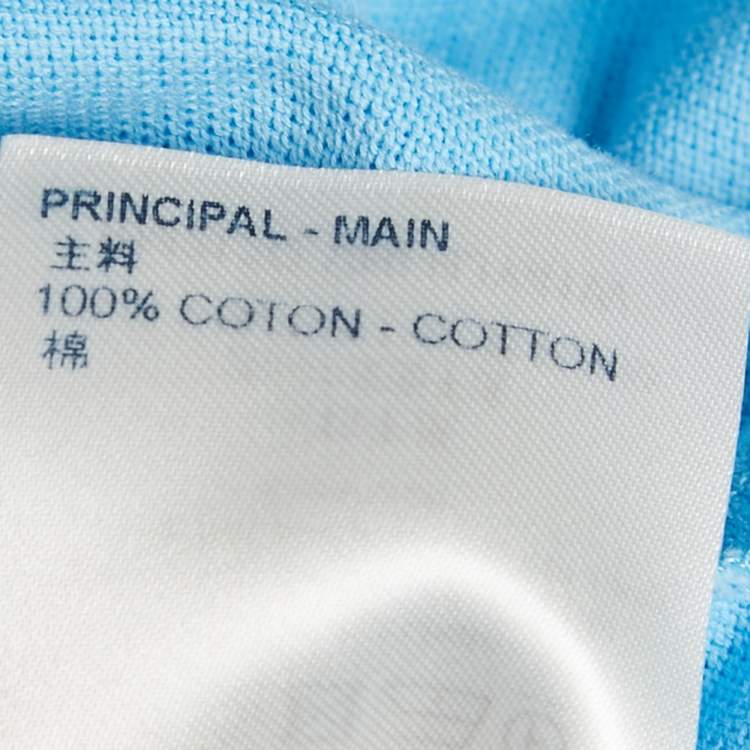 PRINCIPAL - MAIN
主料
100% COTON - COTTON
棉